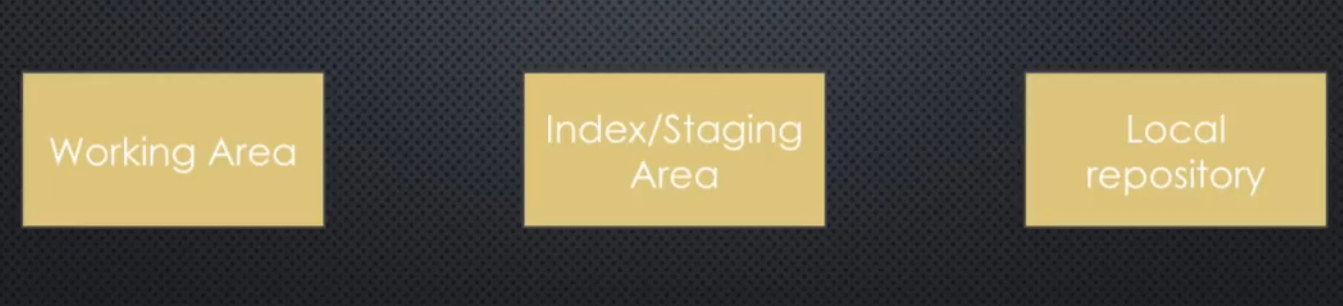 Working Area
Index/Staging
Area
Local
repository